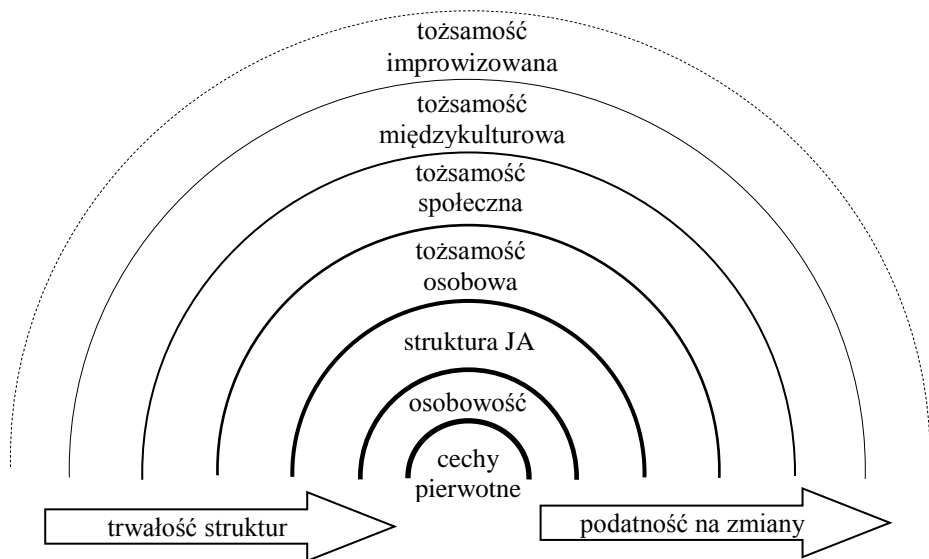 tożsamość
improwizowana
tożsamość
międzykulturowa
tożsamość
społeczna
tożsamość
osobowa
struktura JA
osobowość
cechy
pierwotne
trwałość struktur
podatność na zmiany